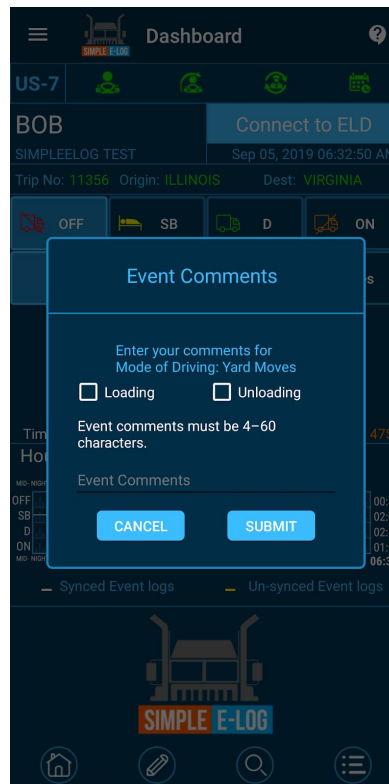 SIMPLE E-LOG
Dashboard
US-7
BOB
Connect to ELD
SIMPLEELOG TEST
Sep 05, 2019 06:32:50 AM
Trip No: 11356 Origin: ILLINOIS Dest: VIRGINIA
OFF
SB
D
ON
Event Comments
Enter your comments for
Mode of Driving: Yard Moves
Loading
Unloading
Event comments must be 4–60
characters.
Event Comments
CANCEL
SUBMIT
MID- NIGHT
OFF
SB
D
ON
_ Synced Event logs
_ Un-synced Event logs
SIMPLE E-LOG